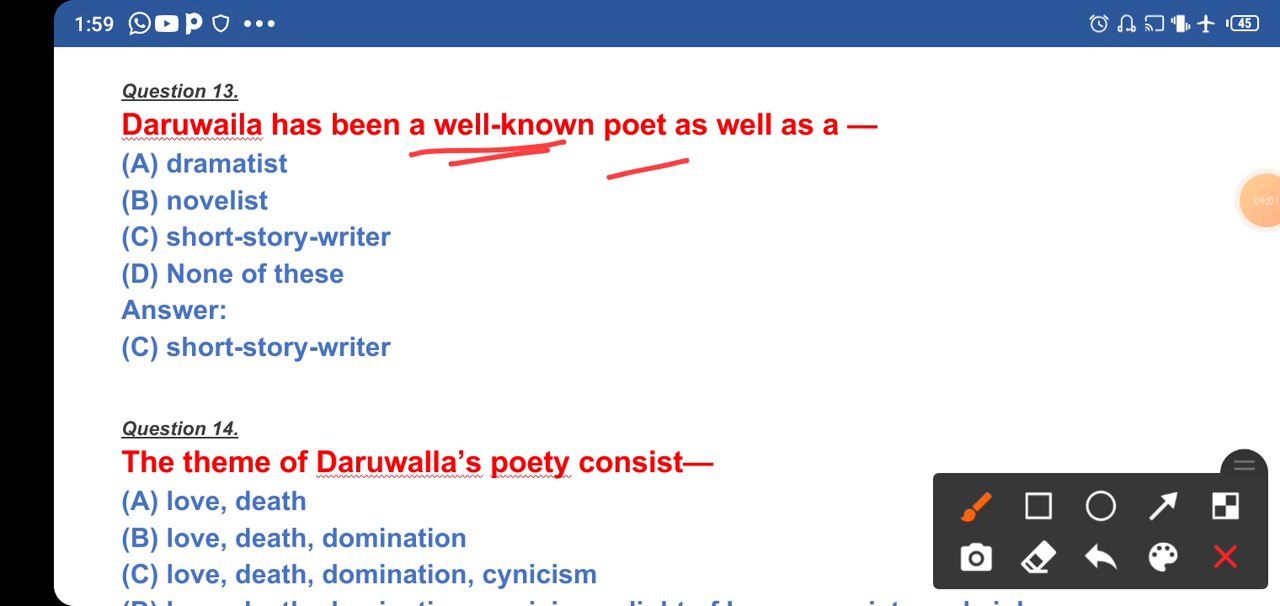 1:59
45
Question 13.
Daruwaila has been a well-known poet as well as a —
(A) dramatist
(B) novelist
(C) short-story-writer
(D) None of these
Answer:
(C) short-story-writer
Question 14.
The theme of Daruwalla’s poety consist—
(A) love, death
(B) love, death, domination
(C) love, death, domination, cynicism